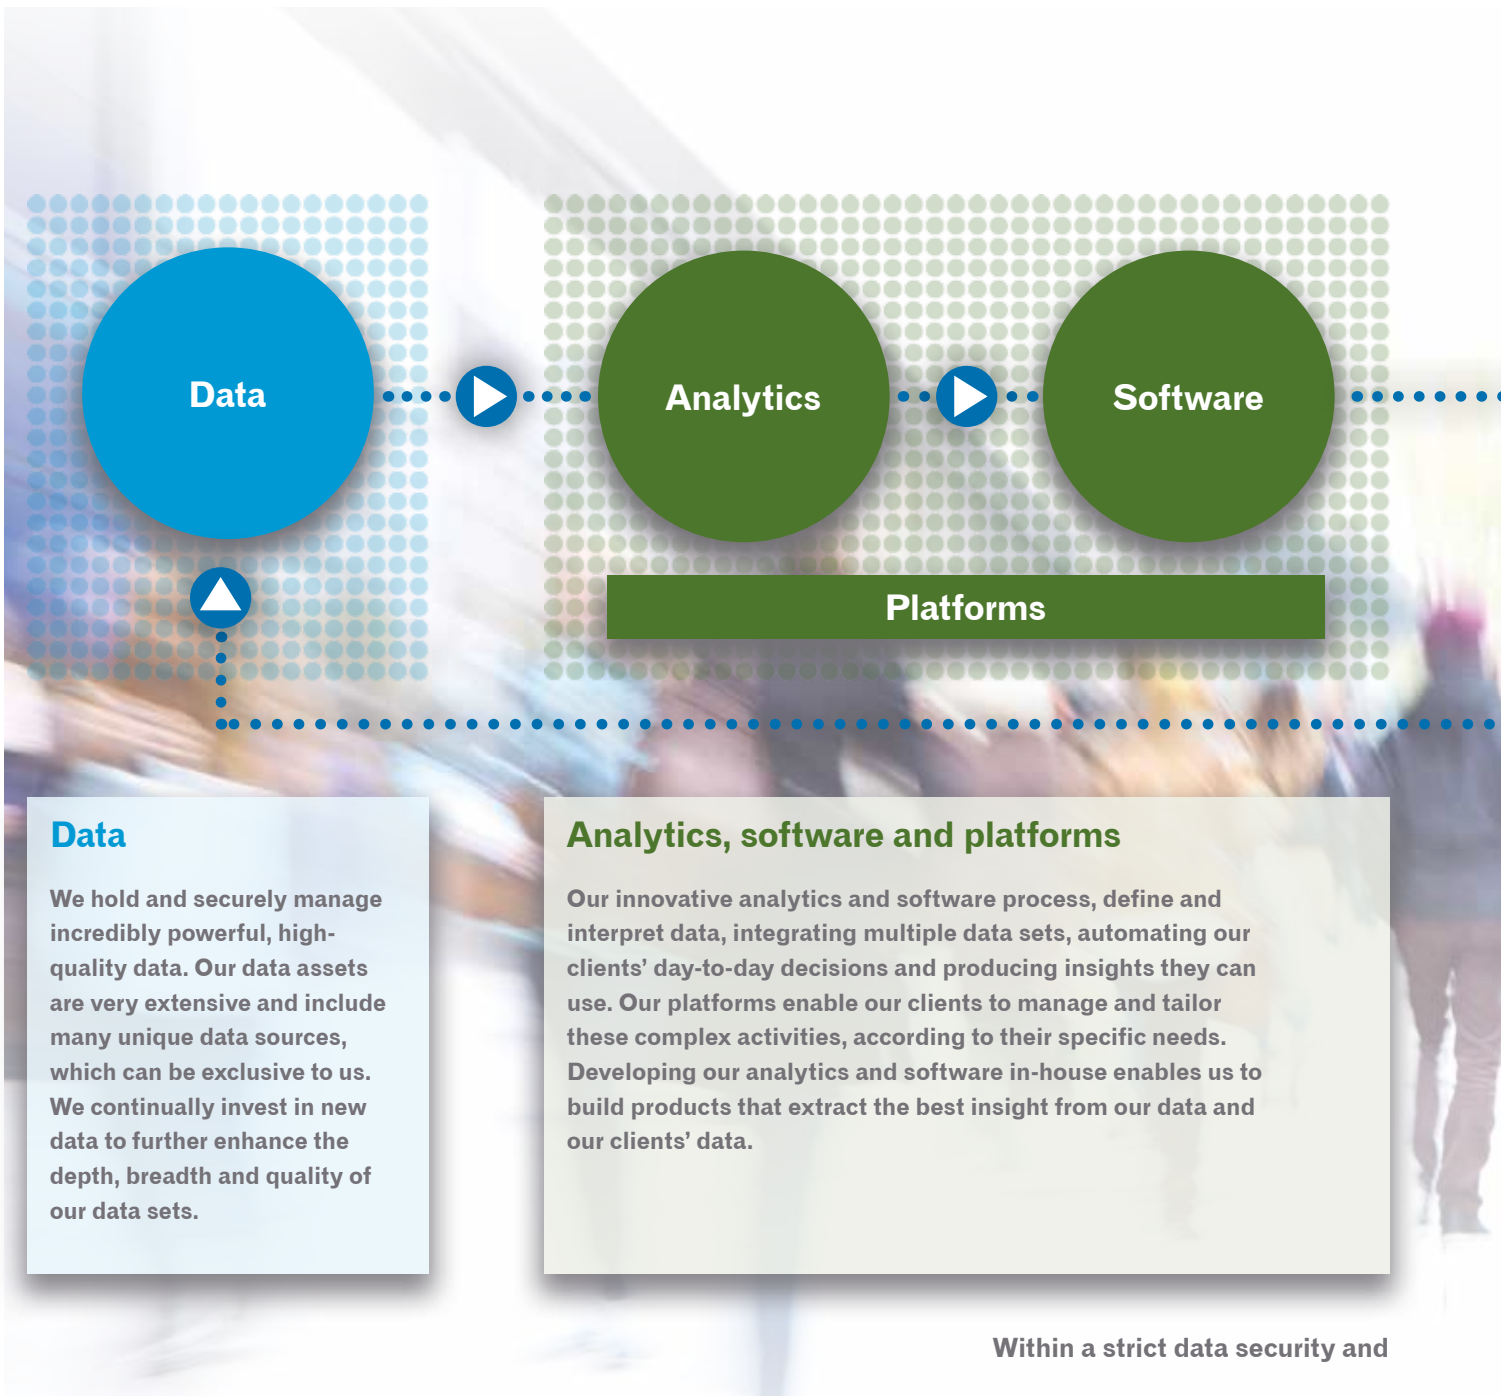 Data
Analytics
Software
Platforms
Data
We hold and securely manage
incredibly powerful, high-
quality data. Our data assets
are very extensive and include
many unique data sources,
which can be exclusive to us.
We continually invest in new
data to further enhance the
depth, breadth and quality of
our data sets.
Analytics, software and platforms
Our innovative analytics and software process, define and
interpret data, integrating multiple data sets, automating our
clients’ day-to-day decisions and producing insights they can
use. Our platforms enable our clients to manage and tailor
these complex activities, according to their specific needs.
Developing our analytics and software in-house enables us to
build products that extract the best insight from our data and
our clients’ data.
Within a strict data security and